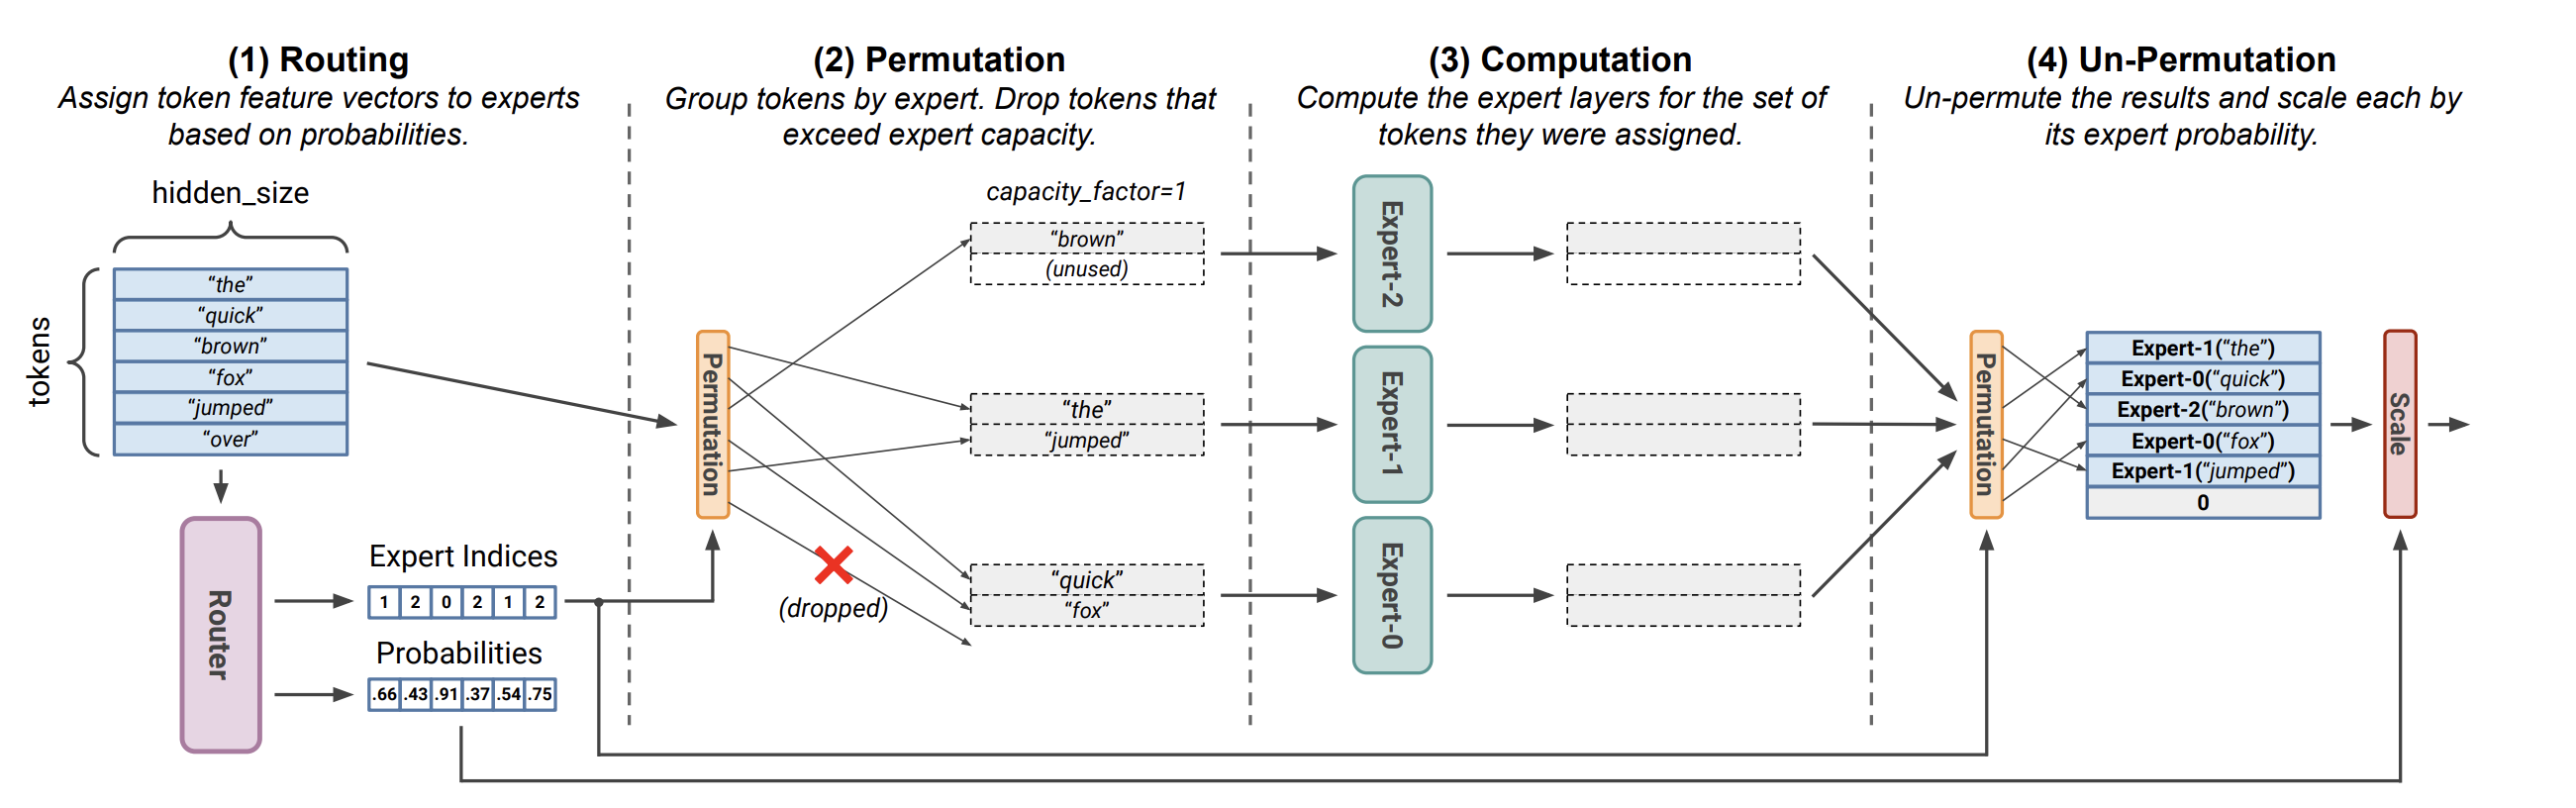 (1) Routing
Assign token feature vectors to experts
based on probabilities.
hidden_size
tokens
“the”
“quick”
“brown”
“fox”
“jumped”
“over”
Router
Expert Indices
1 2 0 2 1 2
Probabilities
.66 .43 .91 .37 .54 .75
(2) Permutation
Group tokens by expert. Drop tokens that
exceed expert capacity.
capacity_factor=1
Permutation
“brown”
(unused)
“the”
“jumped”
(dropped)
“quick”
“fox”
(3) Computation
Compute the expert layers for the set of
tokens they were assigned.
Expert-2
Expert-1
Expert-0
(4) Un-Permutation
Un-permute the results and scale each by
its expert probability.
Permutation
Expert-1(“the”)
Expert-0(“quick”)
Expert-2(“brown”)
Expert-0(“fox”)
Expert-1(“jumped”)
0
Scale